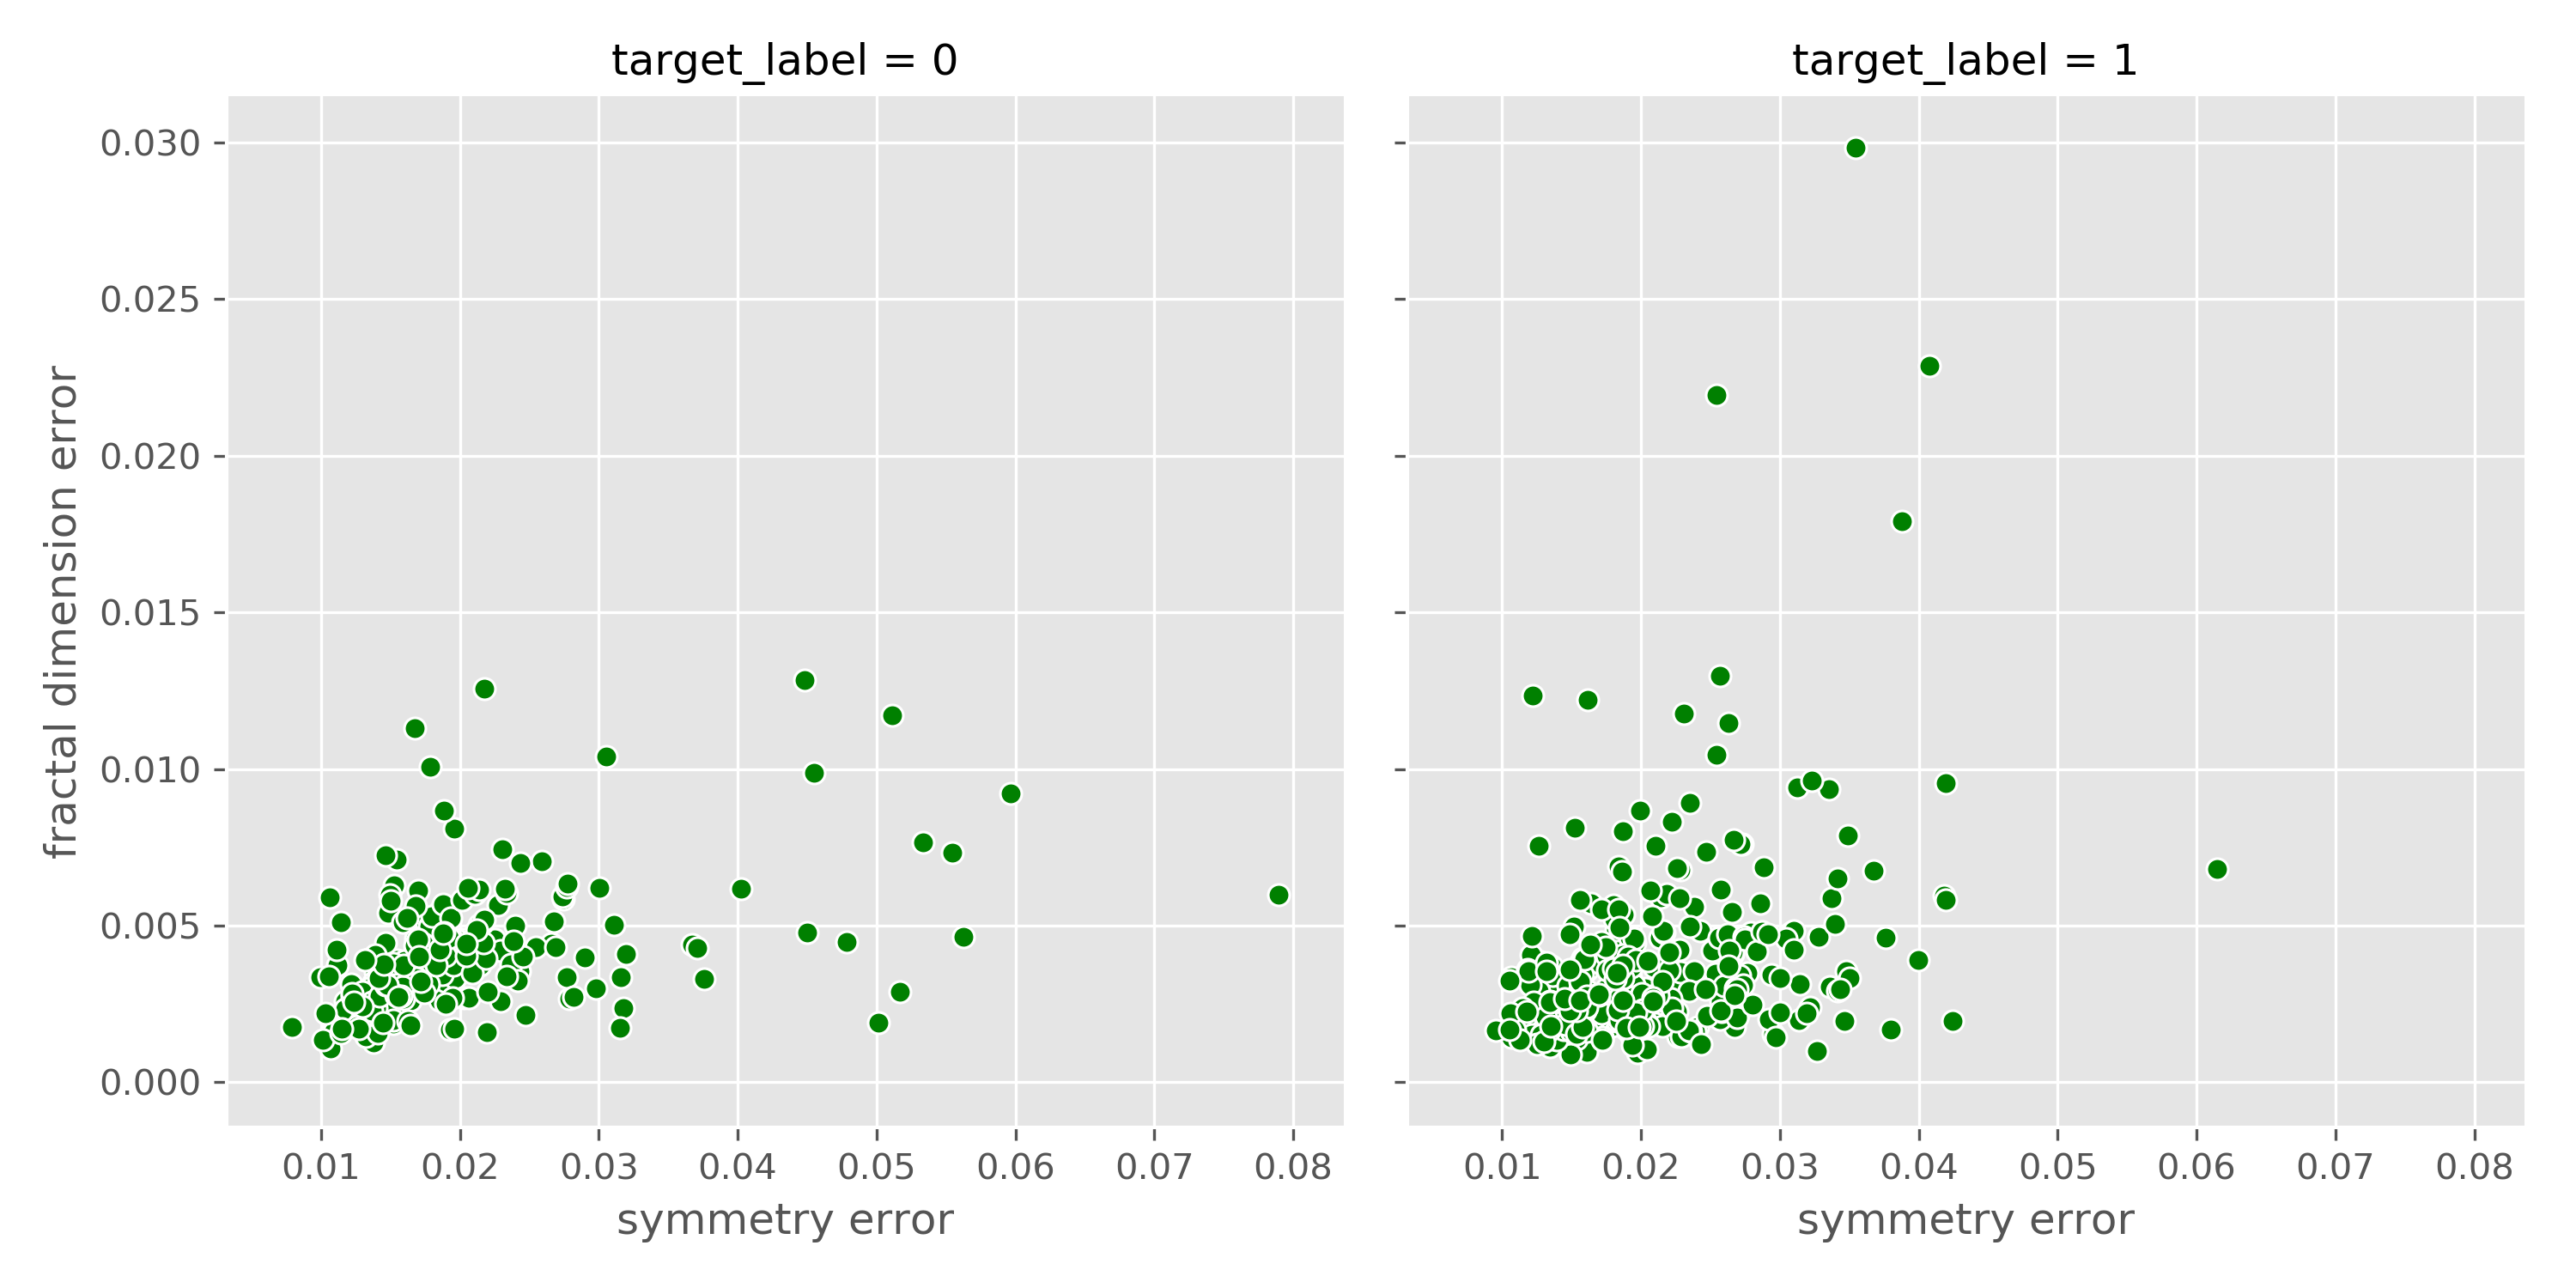 target_label = 0
target_label = 1
fractal dimension error
0.030
0.025
0.020
0.015
0.010
0.005
0.000
0.01 0.02 0.03 0.04 0.05 0.06 0.07 0.08
0.01 0.02 0.03 0.04 0.05 0.06 0.07 0.08
symmetry error
symmetry error